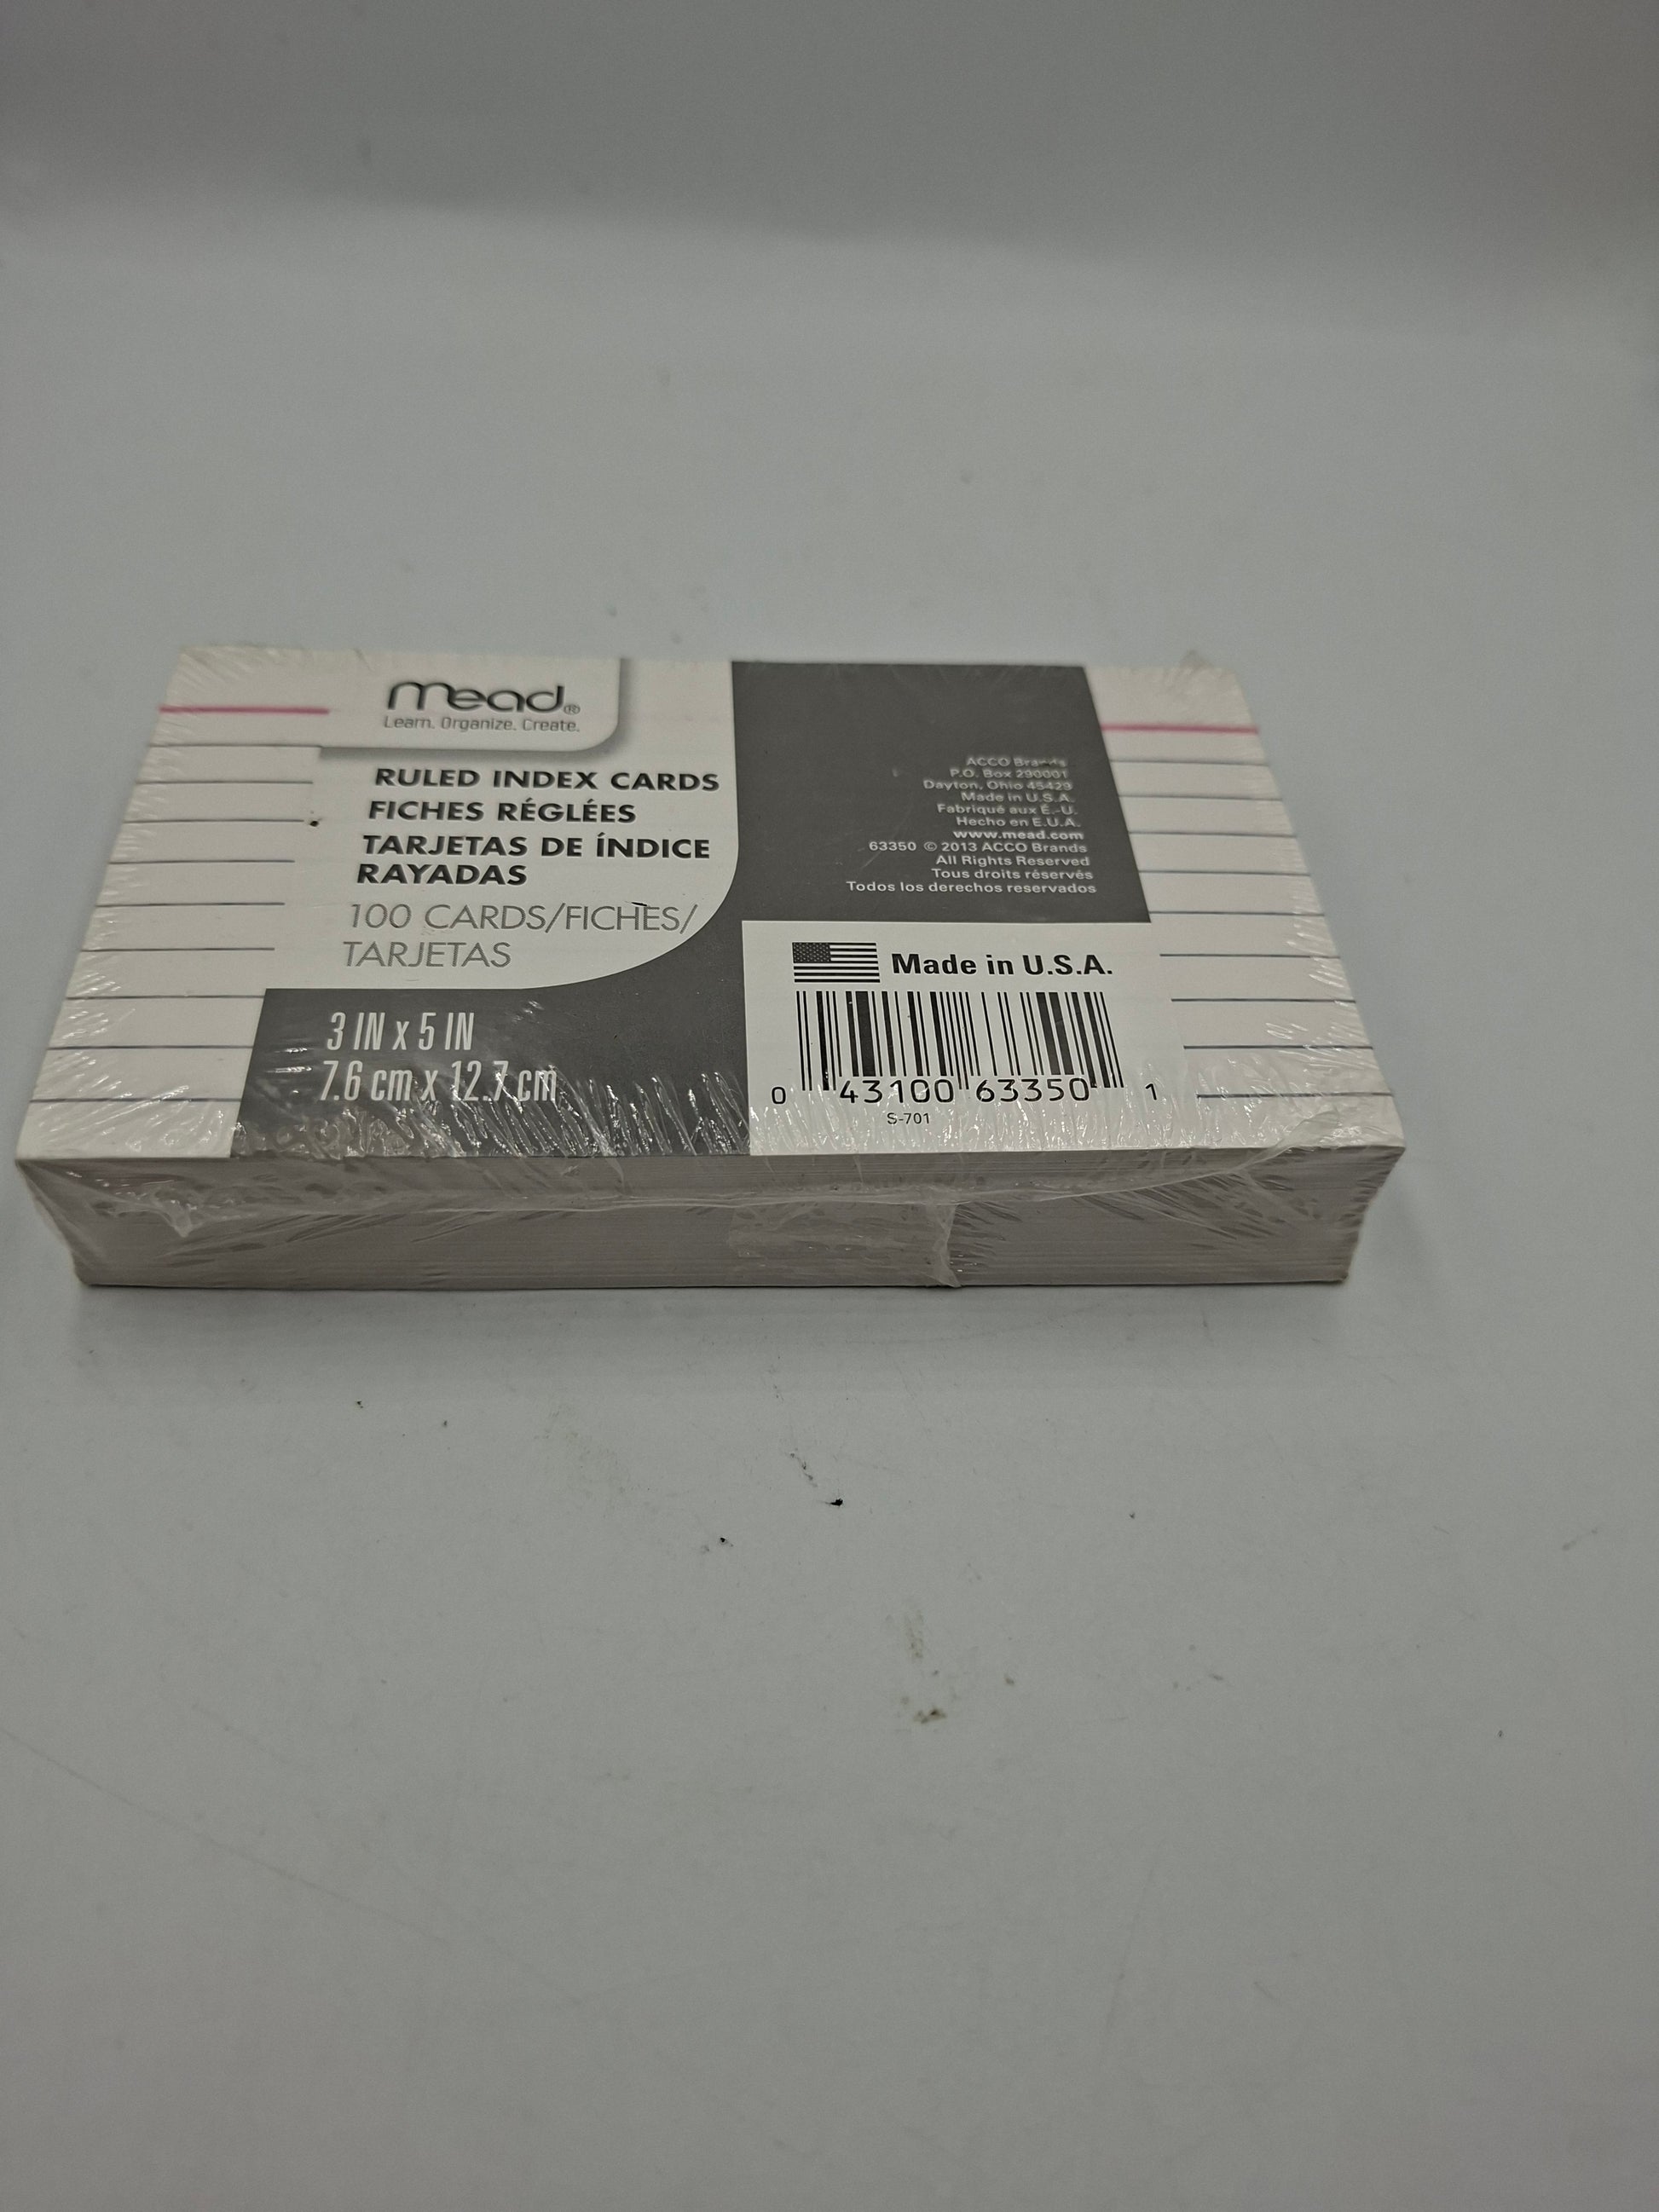 mead®
Learn. Organize. Create.
RULED INDEX CARDS
FICHES RÉGLÉES
TARJETAS DE ÍNDICE
RAYADAS
100 CARDS/FICHES/
TARJETAS
3 IN x 5 IN
7.6 cm x 12.7 cm
ACCO Brands
P.O. Box 290001
Dayton, Ohio 45429
Made in U.S.A.
Fabriqué aux É.-U.
Hecho en E.U.A.
www.mead.com
63350 © 2013 ACCO Brands
All Rights Reserved
Tous droits réservés
Todos los derechos reservados
Made in U.S.A.
0 43100 63350 1
S-701